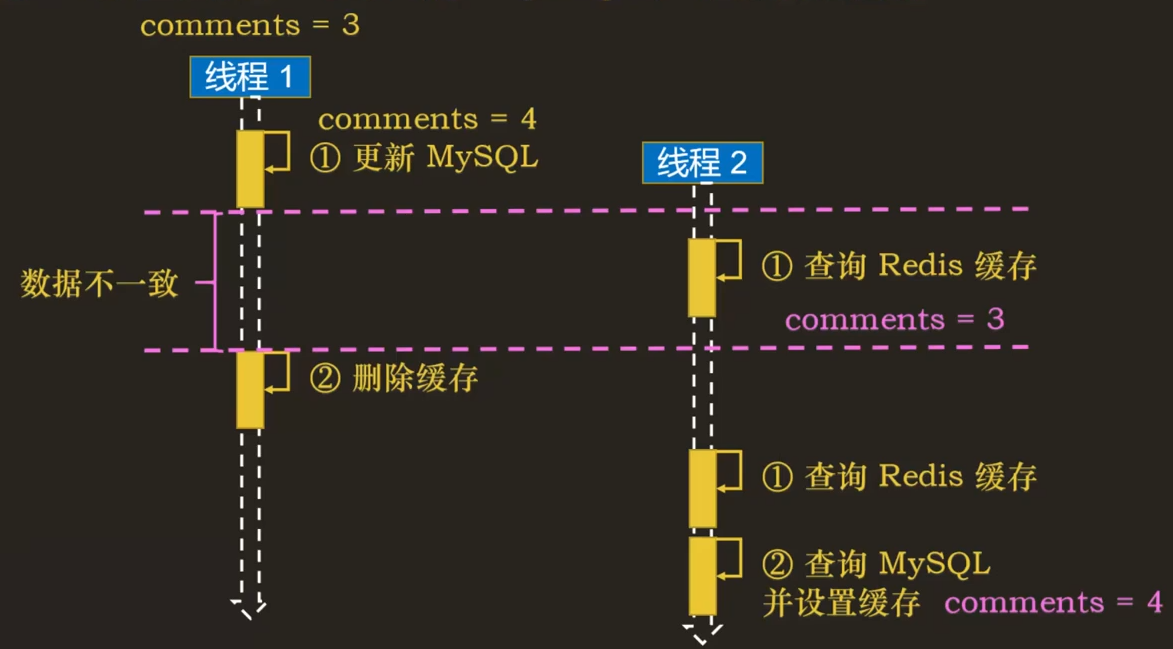 comments = 3
线程 1
comments = 4
① 更新 MySQL
线程 2
① 查询 Redis 缓存
数据不一致
comments = 3
② 删除缓存
① 查询 Redis 缓存
② 查询 MySQL
并设置缓存 comments = 4